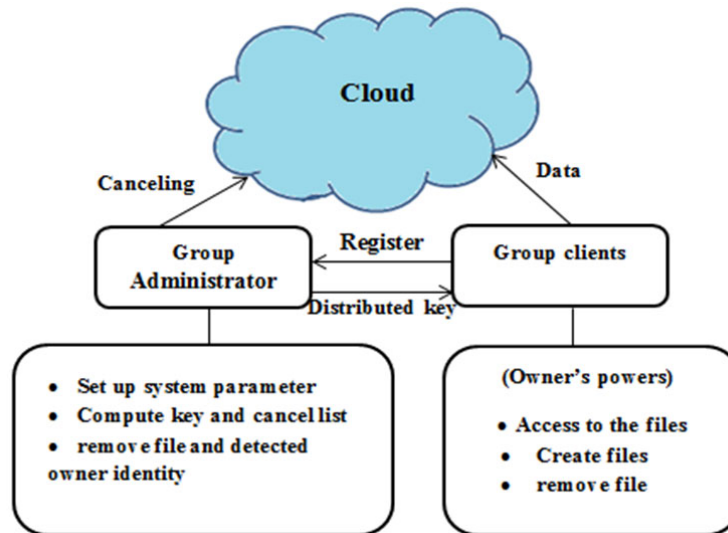 Cloud
Canceling
Data
Group
Administrator
Register
Group clients
Distributed key
• Set up system parameter
• Compute key and cancel list
• remove file and detected
owner identity
(Owner's powers)
• Access to the files
• Create files
• remove file